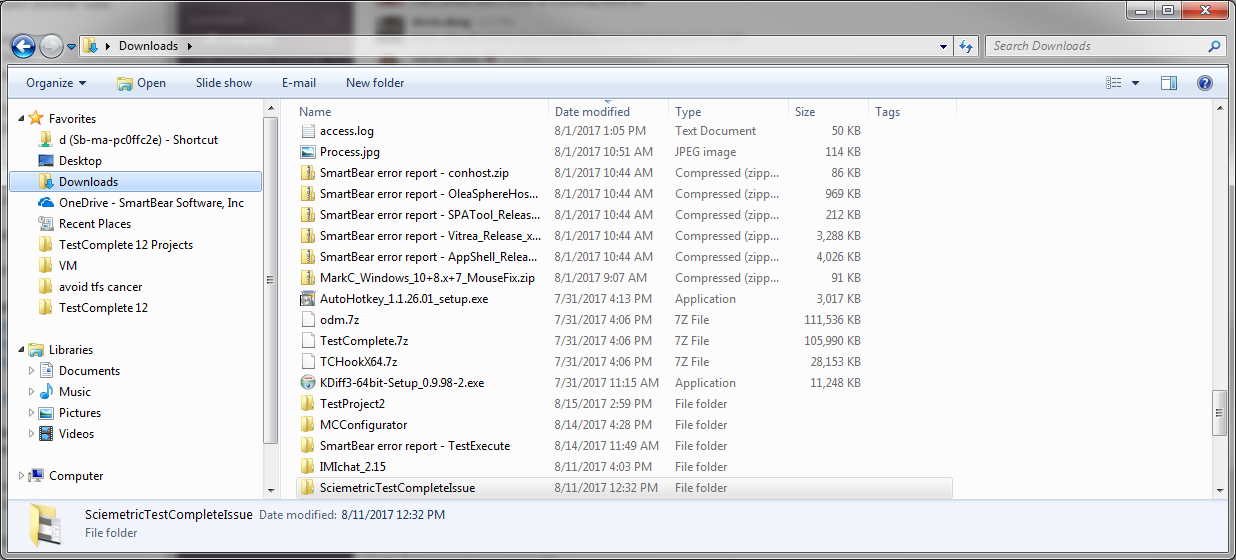 Downloads
Search Downloads
Organize Open Slide show E-mail New folder
Name Date modified Type Size Tags
Favorites
d (Sb-ma-pc0ffc2e) - Shortcut
Desktop
Downloads
OneDrive - SmartBear Software, Inc
Recent Places
TestComplete 12 Projects
VM
avoid tfs cancer
TestComplete 12
Libraries
Documents
Music
Pictures
Videos
Computer
access.log 8/1/2017 1:05 PM Text Document 50 KB
Process.jpg 8/1/2017 10:51 AM JPEG image 114 KB
SmartBear error report - conhost.zip 8/1/2017 10:44 AM Compressed (zipp... 86 KB
SmartBear error report - OleaSphereHos... 8/1/2017 10:44 AM Compressed (zipp... 969 KB
SmartBear error report - SPATool_Releas... 8/1/2017 10:44 AM Compressed (zipp... 212 KB
SmartBear error report - Vitrea_Release_x... 8/1/2017 10:44 AM Compressed (zipp... 3,288 KB
SmartBear error report - AppShell_Relea... 8/1/2017 10:44 AM Compressed (zipp... 4,026 KB
MarkC_Windows_10+8.x+7_MouseFix.zip 8/1/2017 9:07 AM Compressed (zipp... 91 KB
AutoHotkey_1.1.26.01_setup.exe 7/31/2017 4:13 PM Application 3,017 KB
odm.7z 7/31/2017 4:06 PM 7Z File 111,536 KB
TestComplete.7z 7/31/2017 4:06 PM 7Z File 105,990 KB
TCHookX64.7z 7/31/2017 4:06 PM 7Z File 28,153 KB
KDiff3-64bit-Setup_0.9.98-2.exe 7/31/2017 11:15 AM Application 11,248 KB
TestProject2 8/15/2017 2:59 PM File folder
MCConfigurator 8/14/2017 4:28 PM File folder
SmartBear error report - TestExecute 8/14/2017 11:49 AM File folder
IMIchat_2.15 8/11/2017 4:03 PM File folder
SciemetricTestCompleteIssue 8/11/2017 12:32 PM File folder
SciemetricTestCompleteIssue Date modified: 8/11/2017 12:32 PM
File folder